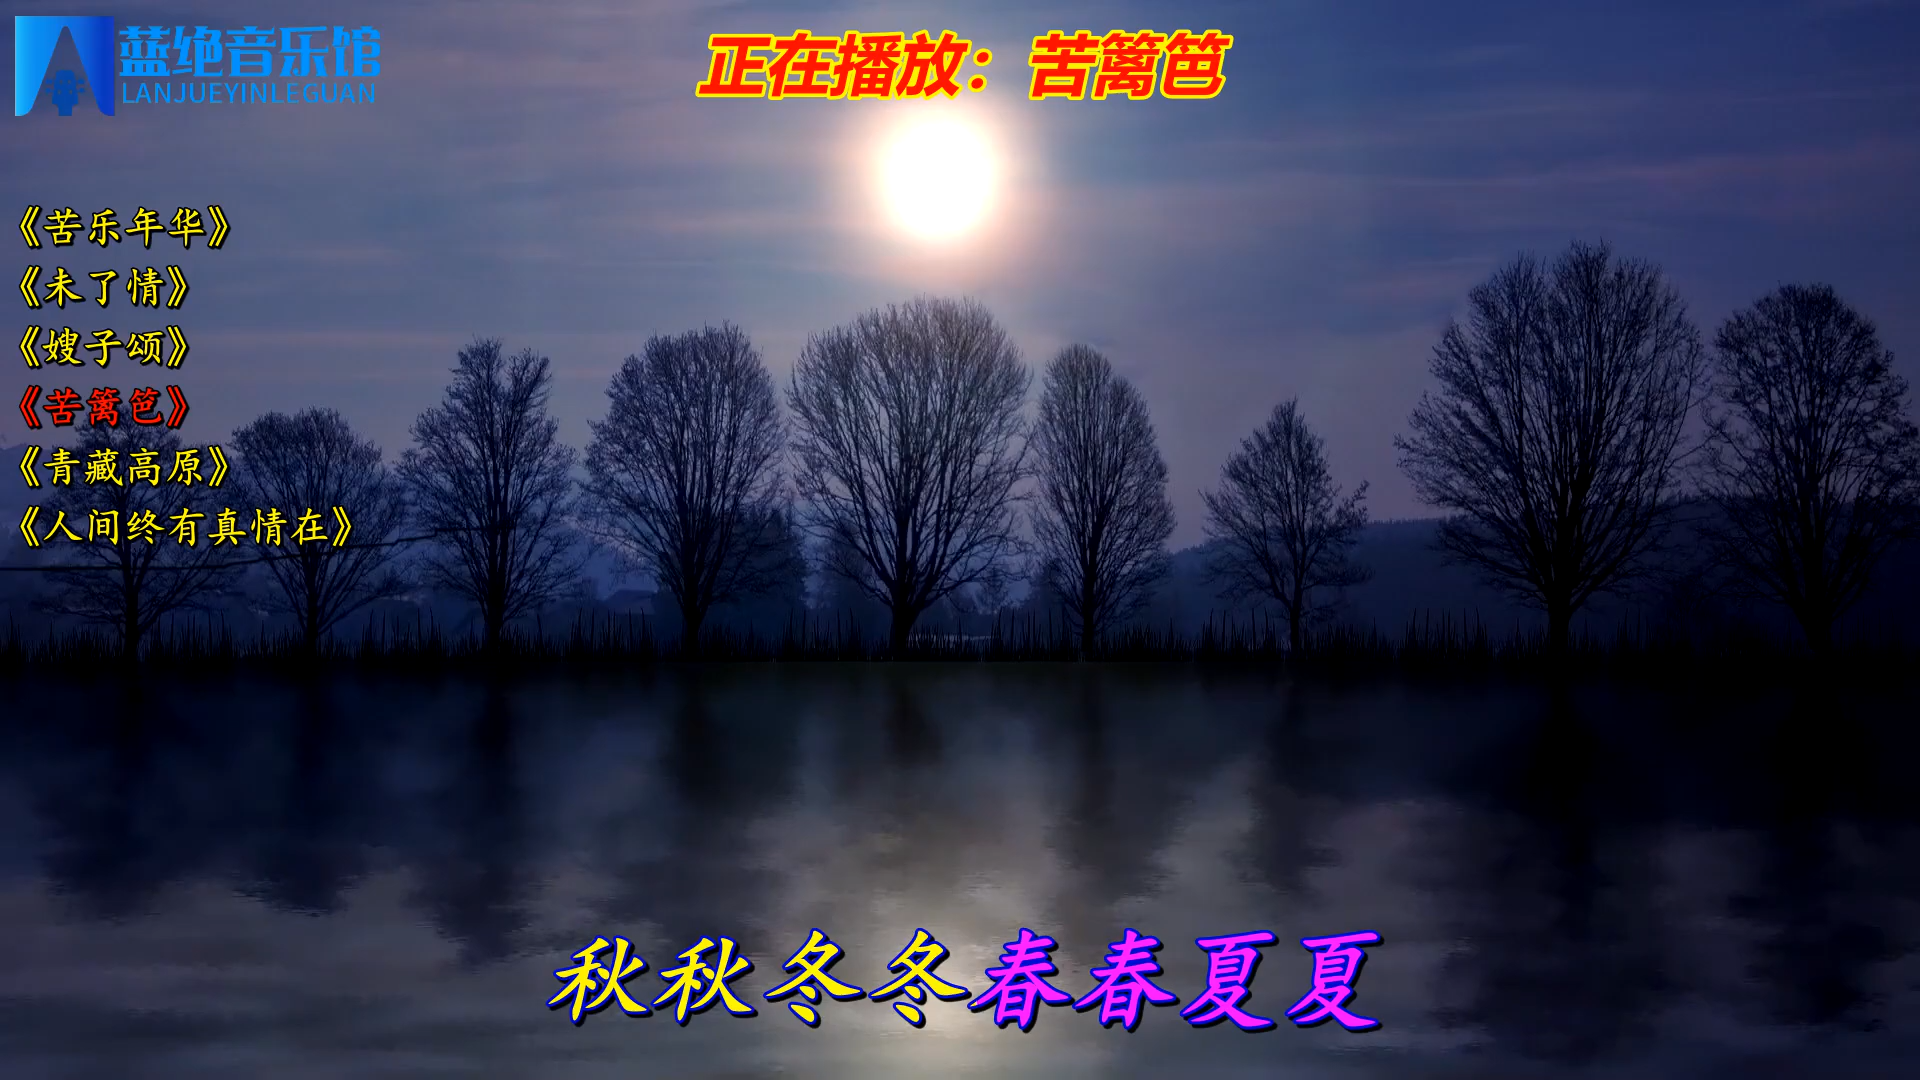 蓝绝音乐馆
LANJUEYINLEGUAN
正在播放：苦篱笆
《苦乐年华》
《未了情》
《嫂子颂》
《苦篱笆》
《青藏高原》
《人间终有真情在》
秋秋冬冬春春夏夏